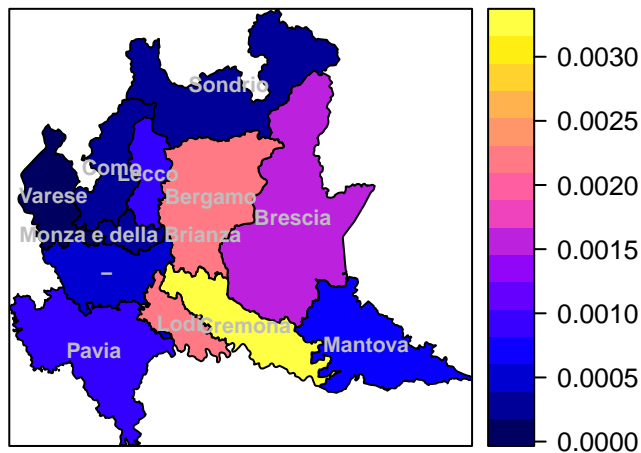 Sondrio
Como
Lecco
Varese
Bergamo
Brescia
Monza e della Brianza
–
Lodi
Cremona
Pavia
Mantova
0.0030
0.0025
0.0020
0.0015
0.0010
0.0005
0.0000